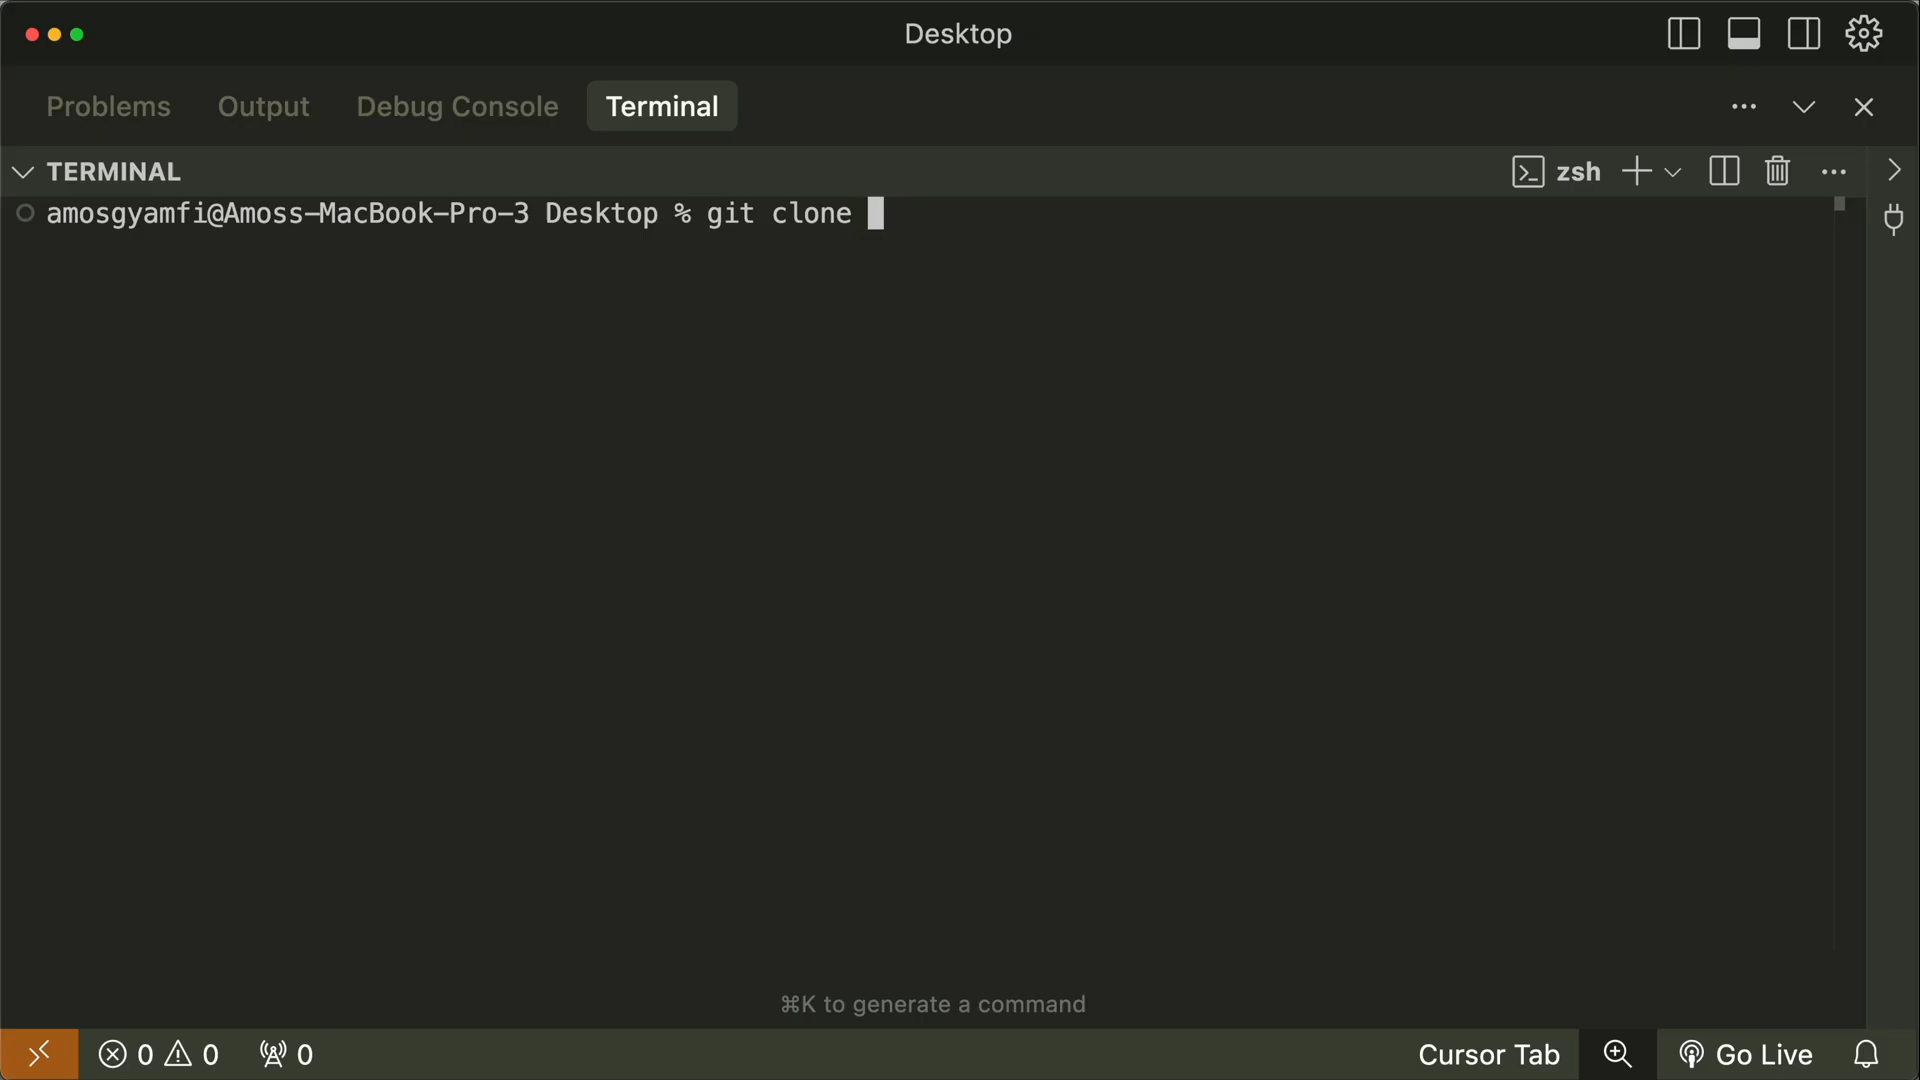 Desktop
Problems Output Debug Console Terminal
TERMINAL zsh
amosgyamfi@Amoss-MacBook-Pro-3 Desktop % git clone
⌘K to generate a command
0 0 0 Cursor Tab Go Live